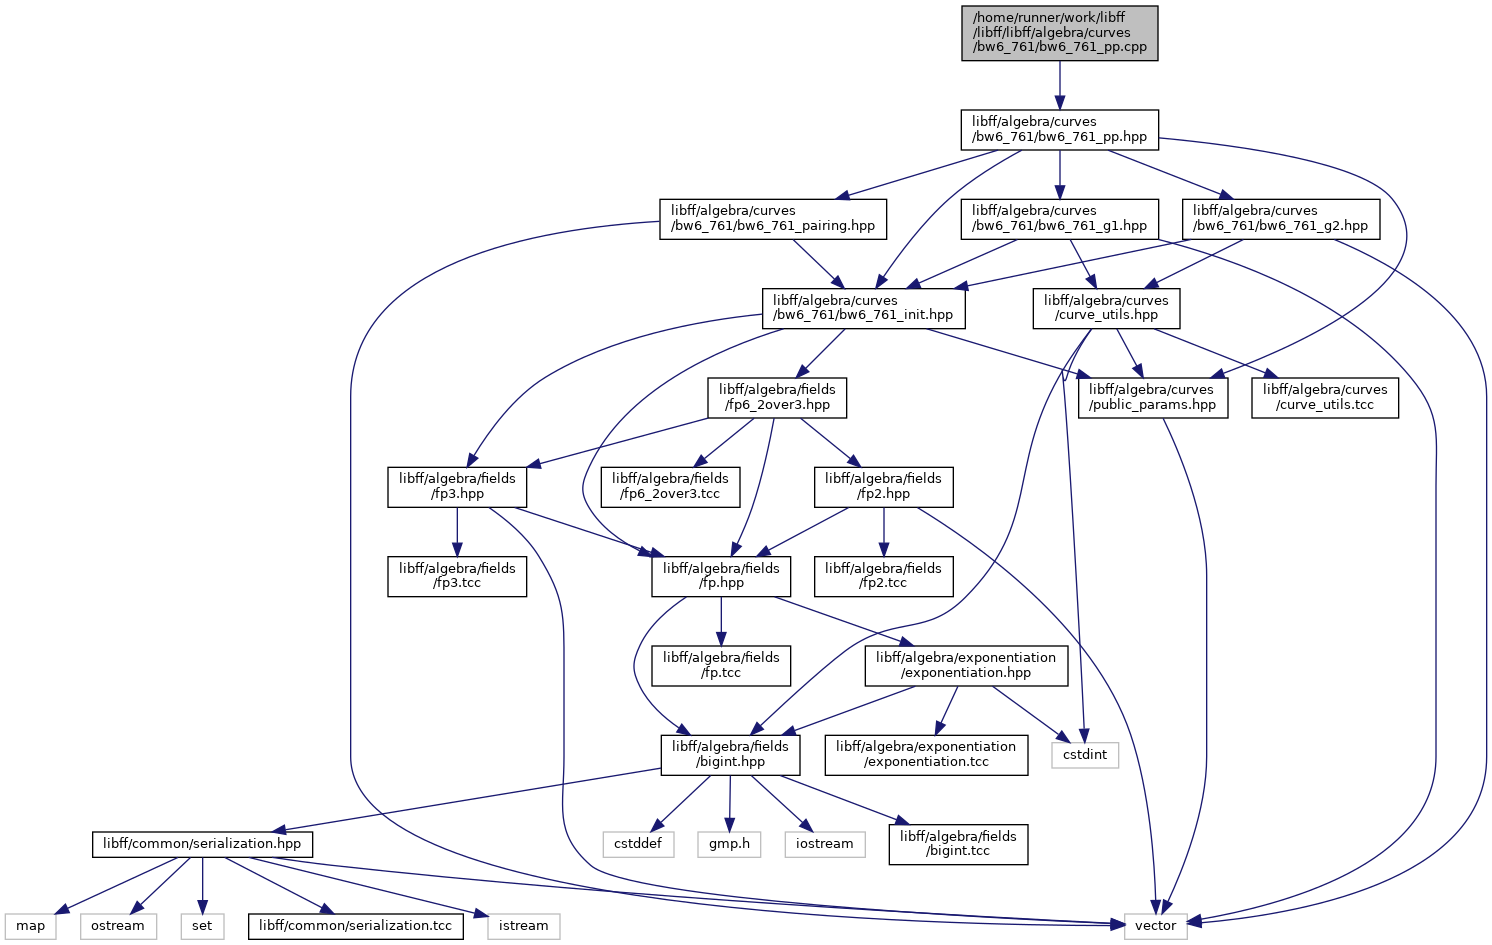 /home/runner/work/libff
/libff/libff/algebra/curves
/bw6_761/bw6_761_pp.cpp
libff/algebra/curves
/bw6_761/bw6_761_pp.hpp
libff/algebra/curves
/bw6_761/bw6_761_pairing.hpp
libff/algebra/curves
/bw6_761/bw6_761_g1.hpp
libff/algebra/curves
/bw6_761/bw6_761_g2.hpp
libff/algebra/curves
/bw6_761/bw6_761_init.hpp
libff/algebra/curves
/curve_utils.hpp
libff/algebra/fields
/fp6_2over3.hpp
libff/algebra/curves
/public_params.hpp
libff/algebra/curves
/curve_utils.tcc
libff/algebra/fields
/fp3.hpp
libff/algebra/fields
/fp6_2over3.tcc
libff/algebra/fields
/fp2.hpp
libff/algebra/fields
/fp3.tcc
libff/algebra/fields
/fp.hpp
libff/algebra/fields
/fp2.tcc
libff/algebra/fields
/fp.tcc
libff/algebra/exponentiation
/exponentiation.hpp
libff/algebra/fields
/bigint.hpp
libff/algebra/exponentiation
/exponentiation.tcc
cstdint
libff/common/serialization.hpp
cstddef
gmp.h
iostream
libff/algebra/fields
/bigint.tcc
map
ostream
set
libff/common/serialization.tcc
istream
vector